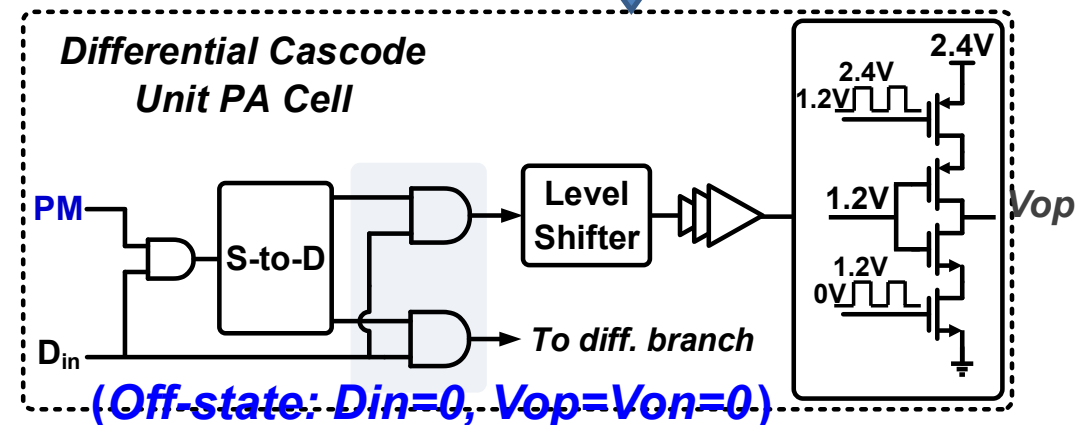 Differential Cascode
Unit PA Cell
2.4V
2.4V
1.2V
PM
S-to-D
Level
Shifter
1.2V
Vop
1.2V
0V
Din
To diff. branch
(Off-state: Din=0, Vop=Von=0)